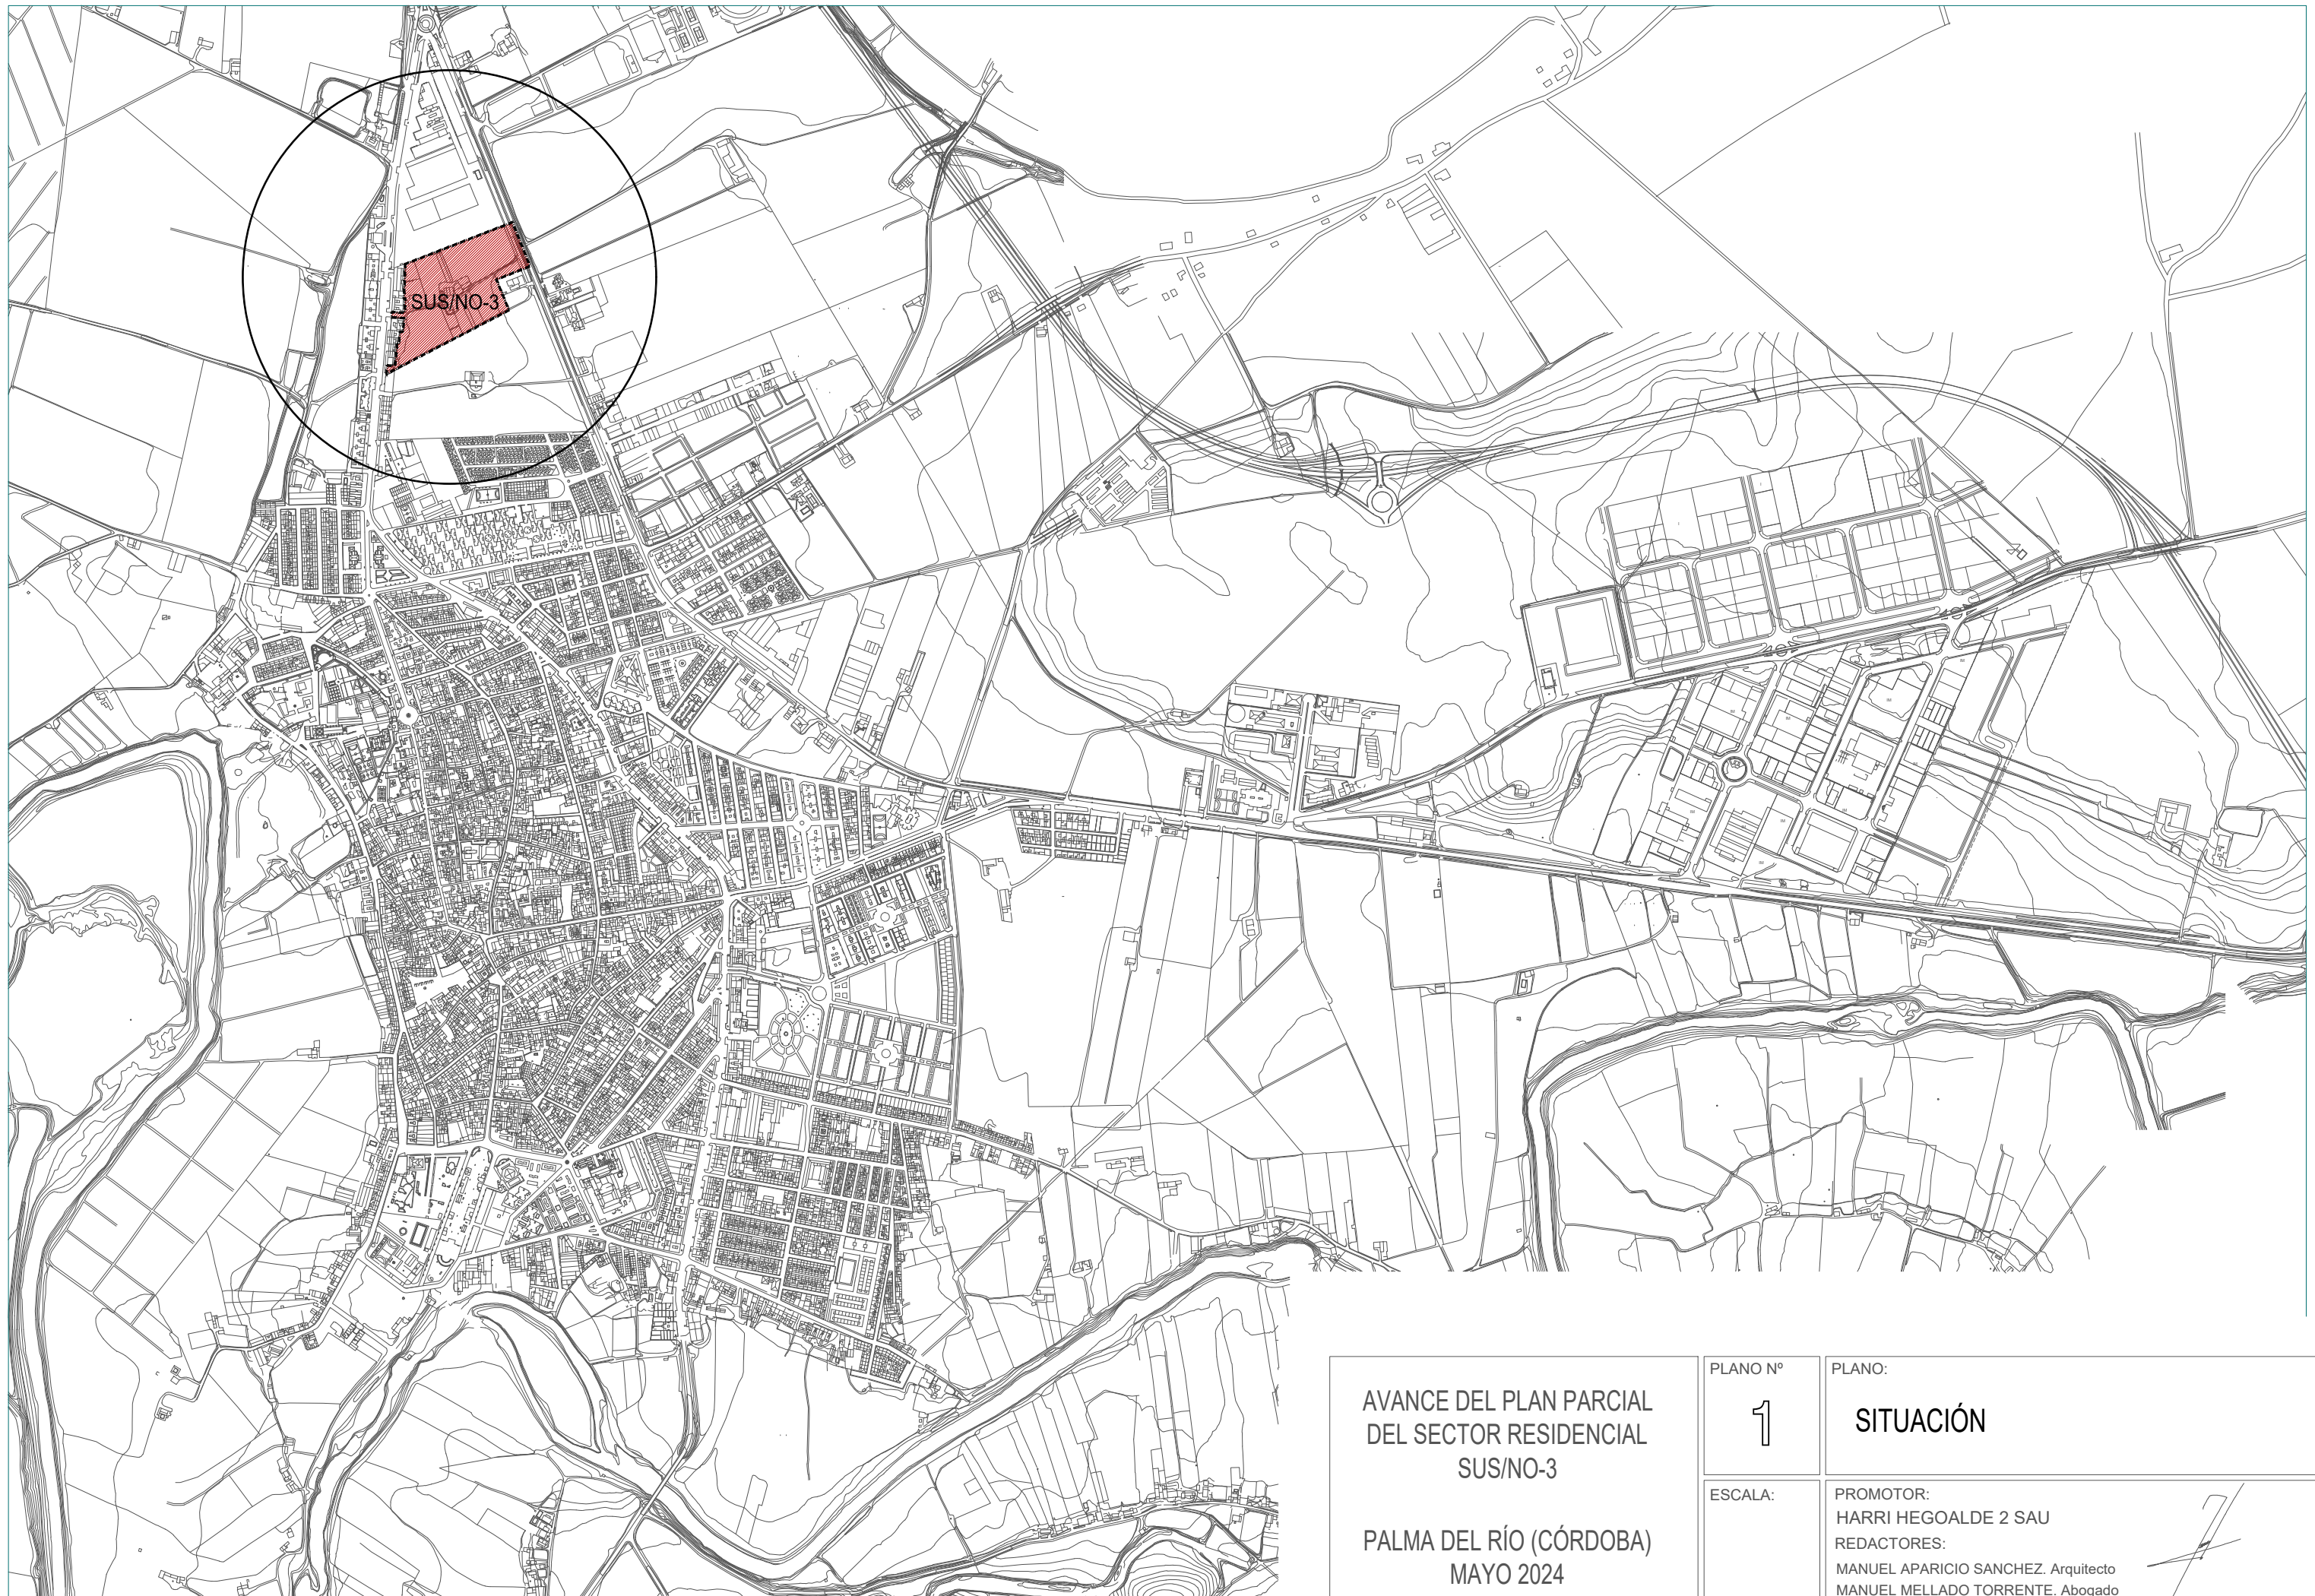 SUS/NO-3
AVANCE DEL PLAN PARCIAL
DEL SECTOR RESIDENCIAL
SUS/NO-3
PALMA DEL RÍO (CÓRDOBA)
MAYO 2024
PLANO Nº
1
PLANO:
SITUACIÓN
ESCALA:
PROMOTOR:
HARRI HEGOALDE 2 SAU
REDACTORES:
MANUEL APARICIO SANCHEZ. Arquitecto
MANUEL MELLADO TORRENTE. Abogado